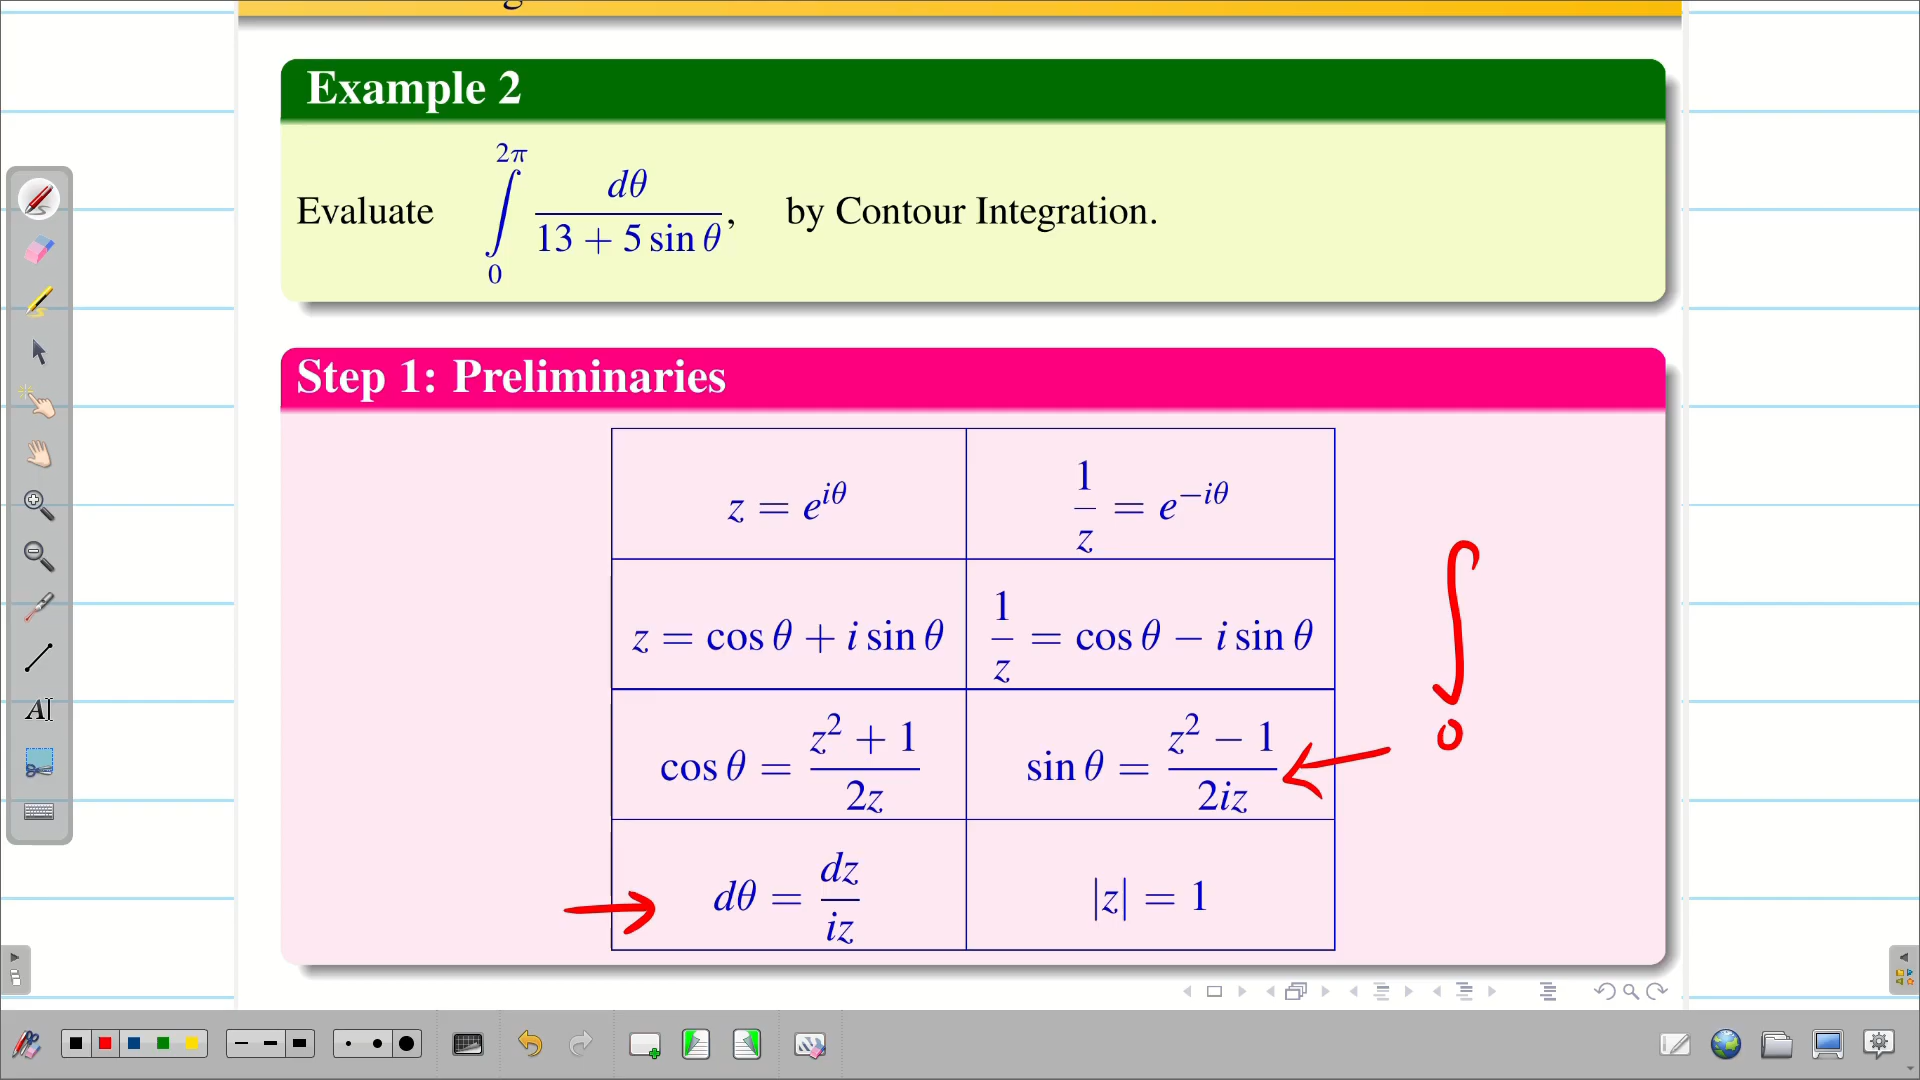 Example 2
Evaluate ∫₀^{2π} dθ / (13 + 5 sin θ), by Contour Integration.
Step 1: Preliminaries
z = e^{iθ} 1/z = e^{−iθ}
z = cos θ + i sin θ 1/z = cos θ − i sin θ
cos θ = (z² + 1)/(2z) sin θ = (z² − 1)/(2iz)
dθ = dz/(iz) |z| = 1
∫
0